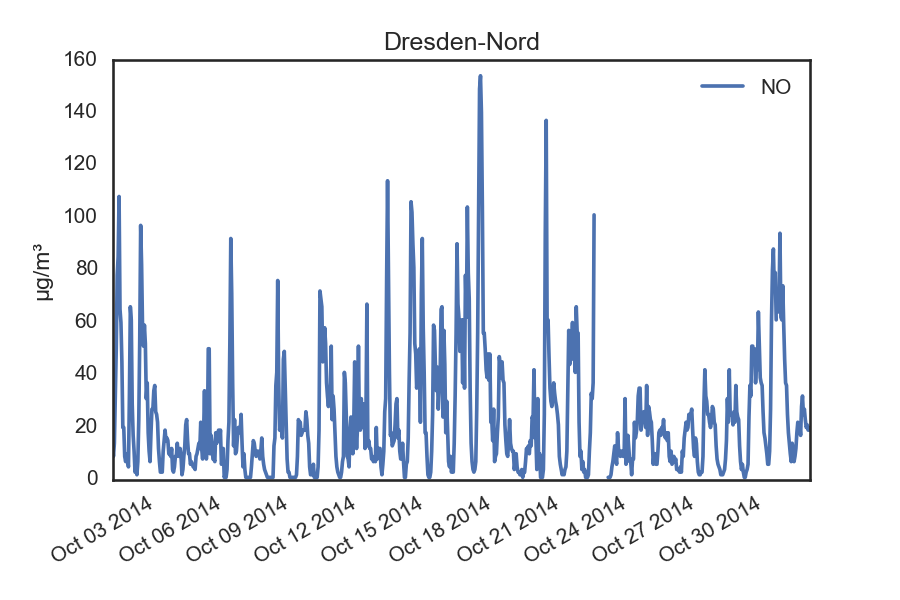 Dresden-Nord
NO
µg/m³
160
140
120
100
80
60
40
20
0
Oct 03 2014
Oct 06 2014
Oct 09 2014
Oct 12 2014
Oct 15 2014
Oct 18 2014
Oct 21 2014
Oct 24 2014
Oct 27 2014
Oct 30 2014